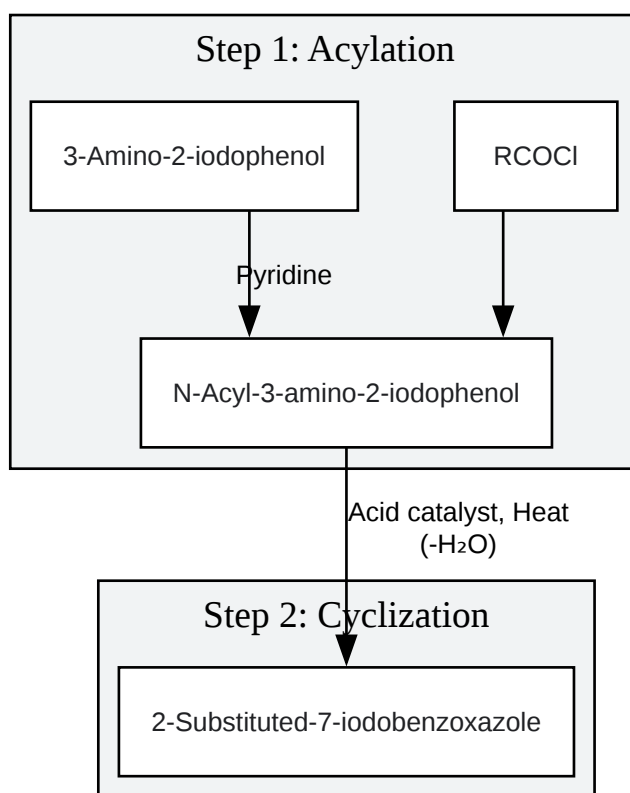 Step 1: Acylation
3-Amino-2-iodophenol
RCOCl
Pyridine
N-Acyl-3-amino-2-iodophenol
Acid catalyst, Heat
(-H₂O)
Step 2: Cyclization
2-Substituted-7-iodobenzoxazole